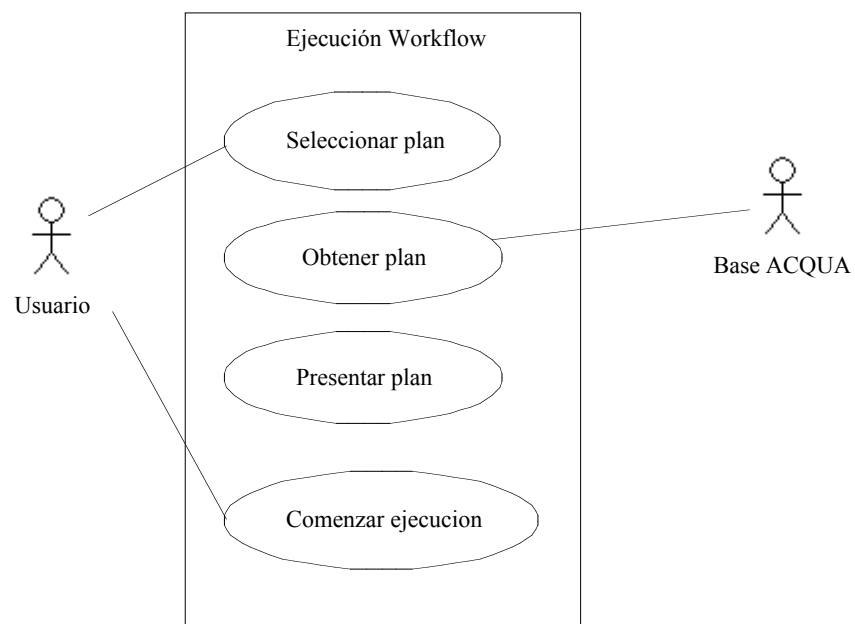 Ejecución Workflow
Seleccionar plan
Obtener plan
Base ACQUA
Usuario
Presentar plan
Comenzar ejecucion